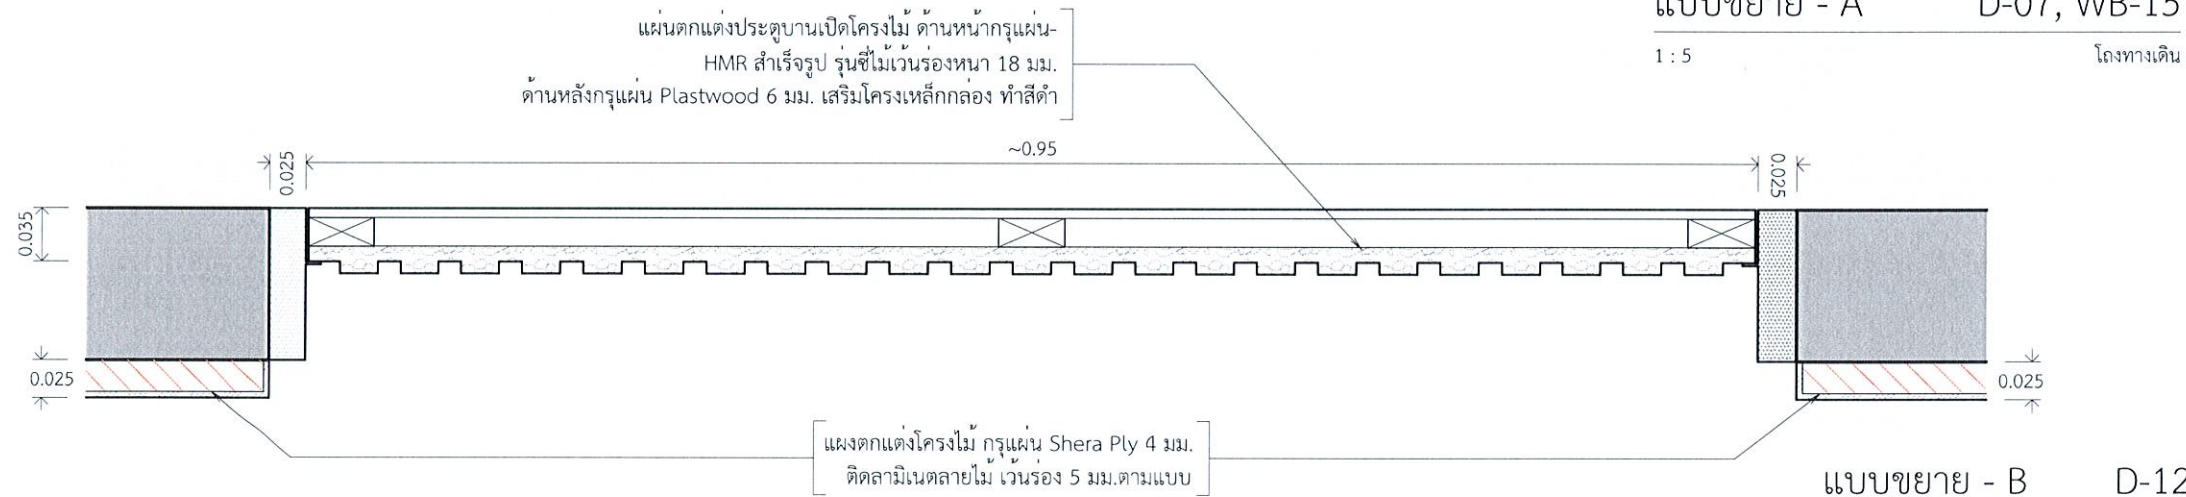 แบบขยาย - A D-07, WB-15
1 : 5 โถงทางเดิน
แผ่นตกแต่งประตูบานเปิดโครงไม้ ด้านหน้ากรุแผ่น-
HMR สำเร็จรูป รุ่นซี่ไม้เว้นร่องหนา 18 มม.
ด้านหลังกรุแผ่น Plastwood 6 มม. เสริมโครงเหล็กกล่อง ทำสีดำ
0.025
~0.95
0.025
0.035
0.025
0.025
แผงตกแต่งโครงไม้ กรุแผ่น Shera Ply 4 มม.
ติดลามิเนตลายไม้ เว้นร่อง 5 มม.ตามแบบ
แบบขยาย - B D-12